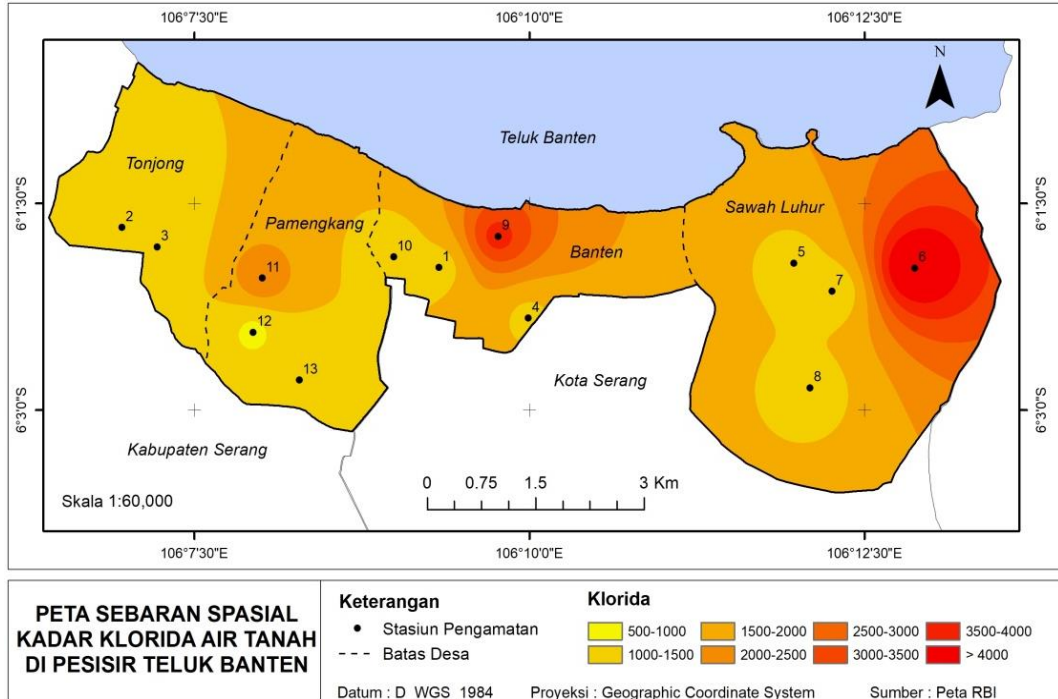 106°7'30"E 106°10'0"E 106°12'30"E
N
Teluk Banten
Tonjong
6°1'30"S 6°1'30"S
Pamengkang
Sawah Luhur
2
3
9
10
1
Banten
5
6
7
11
4
12
13
8
Kota Serang
6°3'0"S 6°3'0"S
Kabupaten Serang
0 0.75 1.5 3 Km
Skala 1:60,000
106°7'30"E 106°10'0"E 106°12'30"E
PETA SEBARAN SPASIAL
KADAR KLORIDA AIR TANAH
DI PESISIR TELUK BANTEN
Keterangan
Stasiun Pengamatan
Batas Desa
Klorida
500-1000 1500-2000 2500-3000 3500-4000
1000-1500 2000-2500 3000-3500 > 4000
Datum : D_WGS_1984 Proyeksi : Geographic Coordinate System Sumber : Peta RBI